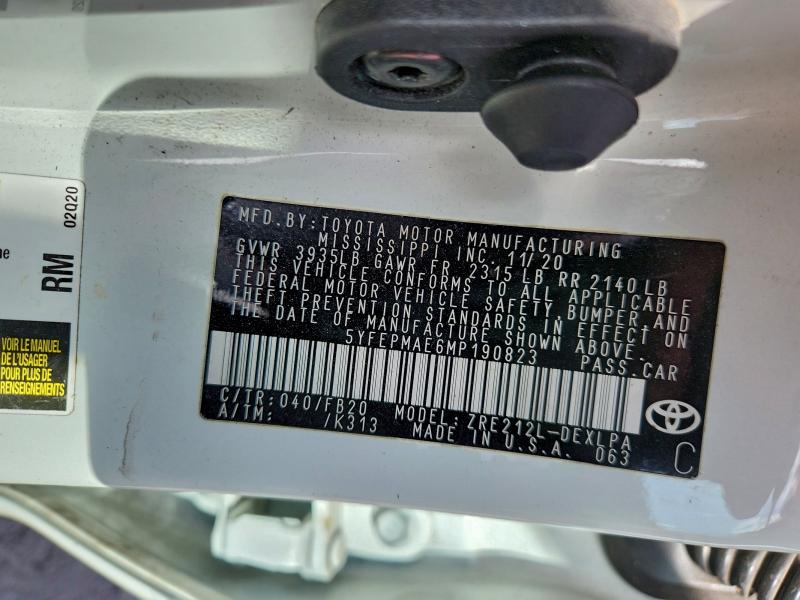 MFD.BY:TOYOTA MOTOR MANUFACTURING
MISSISSIPPI INC. 11/20
GVWR 3935LB GAWR FR 2315 LB RR 2140 LB
THIS VEHICLE CONFORMS TO ALL APPLICABLE
FEDERAL MOTOR VEHICLE SAFETY, BUMPER, AND
THEFT PREVENTION STANDARDS IN EFFECT ON
THE DATE OF MANUFACTURE SHOWN ABOVE.
5YFEPMAE6MP190823 PASS.CAR
C/TR: 040/FB20 MODEL: ZRE212L-DEXLPA
A/TM: /K313 MADE IN U.S.A. 063
C
RM 02Q20
VOIR LE MANUEL
DE L'USAGER
POUR PLUS DE
RENSEIGNEMENTS